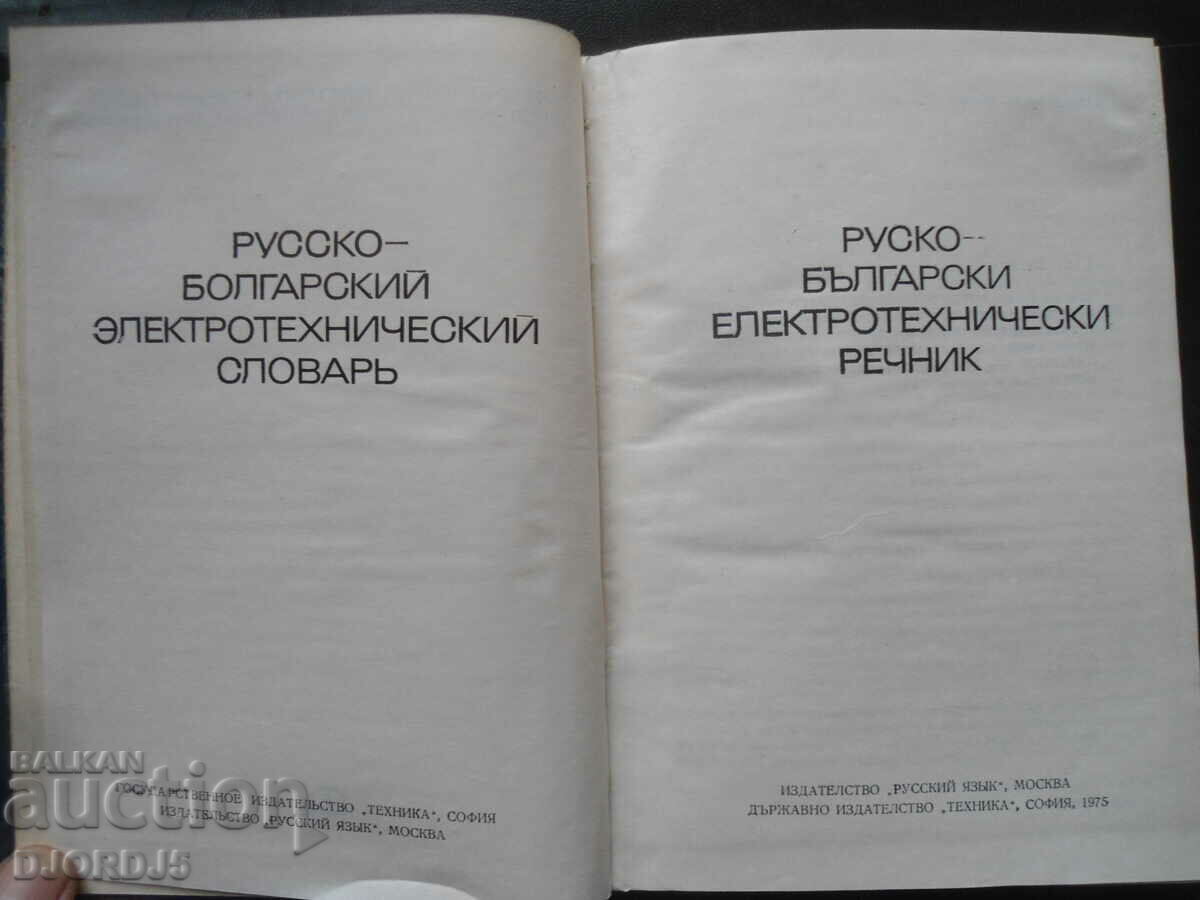 РУССКО—
БОЛГАРСКИЙ
ЭЛЕКТРОТЕХНИЧЕСКИЙ
СЛОВАРЬ
ГОСУДАРСТВЕННОЕ ИЗДАТЕЛЬСТВО „ТЕХНИКА“, СОФИЯ
ИЗДАТЕЛЬСТВО „РУССКИЙ ЯЗЫК“, МОСКВА
РУСКО--
БЪЛГАРСКИ
ЕЛЕКТРОТЕХНИЧЕСКИ
РЕЧНИК
ИЗДАТЕЛСТВО „РУССКИЙ ЯЗЫК“, МОСКВА
ДЪРЖАВНО ИЗДАТЕЛСТВО „ТЕХНИКА“, СОФИЯ, 1975
BALKAN
auction
DJORDJ5